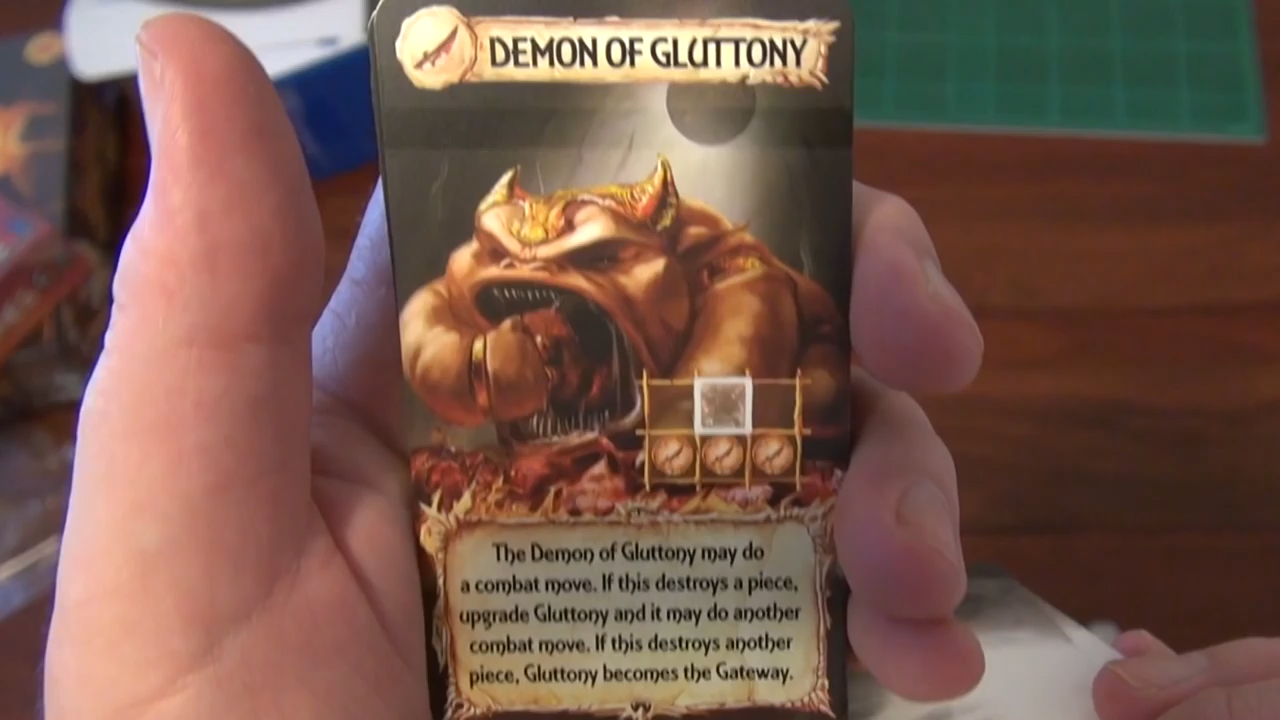 DEMON OF GLUTTONY
The Demon of Gluttony may do
a combat move. If this destroys a piece,
upgrade Gluttony and it may do another
combat move. If this destroys another
piece, Gluttony becomes the Gateway.